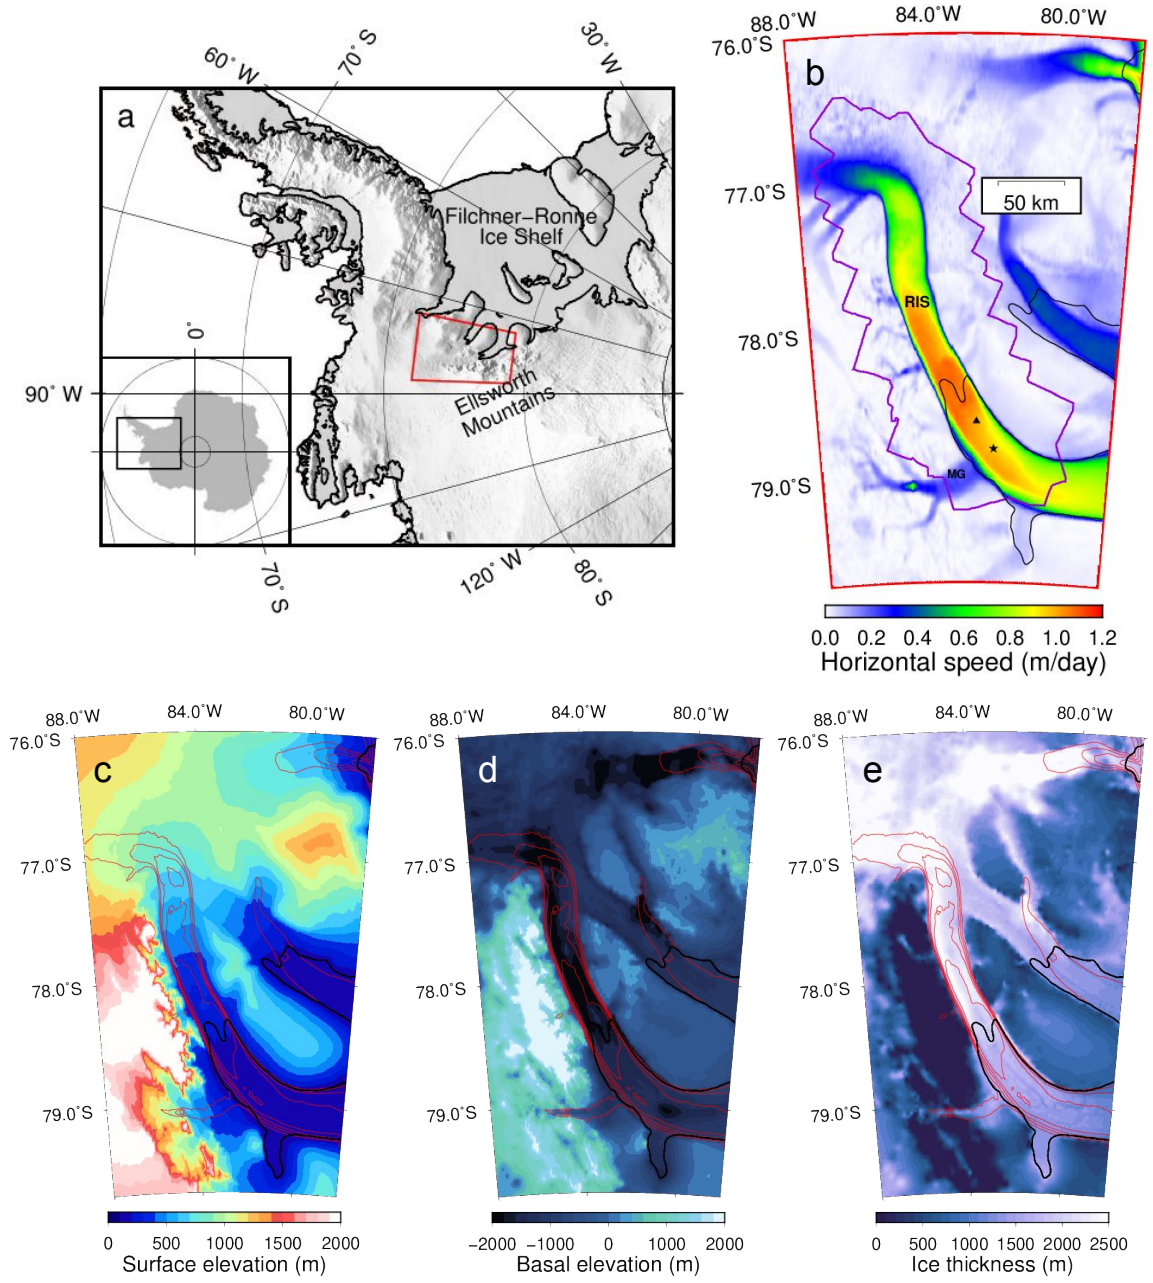 a
60° W
70° S
30° W
Filchner−Ronne
Ice Shelf
Ellsworth
Mountains
90° W
0°
70° S
120° W
80° S
b
88.0°W
84.0°W
80.0°W
76.0°S
77.0°S
78.0°S
79.0°S
50 km
RIS
MG
0.0 0.2 0.4 0.6 0.8 1.0 1.2
Horizontal speed (m/day)
c
88.0°W 84.0°W 80.0°W
76.0°S
77.0°S
78.0°S
79.0°S
0 500 1000 1500 2000
Surface elevation (m)
d
88.0°W 84.0°W 80.0°W
76.0°S
77.0°S
78.0°S
79.0°S
−2000 −1000 0 1000 2000
Basal elevation (m)
e
88.0°W 84.0°W 80.0°W
76.0°S
77.0°S
78.0°S
79.0°S
0 500 1000 1500 2000 2500
Ice thickness (m)